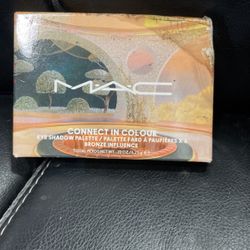 MAC
CONNECT IN COLOUR
EYE SHADOW PALETTE / PALETTE FARD À PAUPIÈRES X 6
BRONZE INFLUENCE